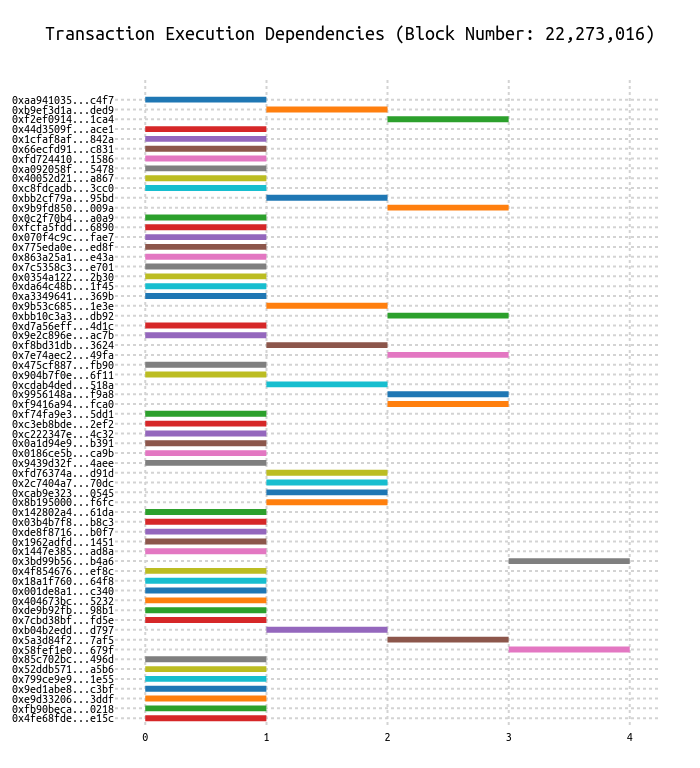 Transaction Execution Dependencies (Block Number: 22,273,016)
0xaa941035...c4f7
0xb9ef3d1a...ded9
0xf2ef0914...1ca4
0x44d3509f...ace1
0x1cfaf8af...842a
0x66ecfd91...c831
0xfd724410...1586
0xa092058f...5478
0x40052d21...a867
0xc8fdcadb...3cc0
0xbb2cf79a...95bd
0x9b9fd850...009a
0x0c2f70b4...a0a9
0xfcfa5fdd...6890
0x070f4c9c...fae7
0x775eda0e...ed8f
0x863a25a1...e43a
0x7c5358c3...e701
0x0354a122...2b30
0xda64c48b...1f45
0xa3349641...369b
0x9b53c685...1e3e
0xbb10c3a3...db92
0xd7a56eff...4d1c
0x9e2c896e...ac7b
0xf8bd31db...3624
0x7e74aec2...49fa
0x475cf887...fb90
0x904b7f0e...6f11
0xcdab4ded...518a
0x9956148a...f9a8
0xf9416a94...fca0
0xf74fa9e3...5dd1
0xc3eb8bde...2ef2
0xc222347e...4c32
0x0a1d94e9...b391
0x0186ce5b...ca9b
0x9439d32f...4aee
0xfd76374a...d91d
0x2c7404a7...70dc
0xcab9e323...0545
0x8b195000...f6fc
0x142802a4...61da
0x03b4b7f8...b8c3
0xde8f8716...b0f7
0x1962adfd...1451
0x1447e385...ad8a
0x3bd99b56...b4a6
0x4f854676...ef8c
0x18a1f760...64f8
0x001de8a1...c340
0x404673bc...5232
0xde9b92fb...98b1
0x7cbd38bf...fd5e
0xb04b2edd...d797
0x5a3d84f2...7af5
0x58fef1e0...679f
0x85c702bc...496d
0x52ddb571...a5b6
0x799ce9e9...1e55
0x9ed1abe8...c3bf
0xe9d33206...3ddf
0xfb90beca...0218
0x4fe68fde...e15c
0 1 2 3 4